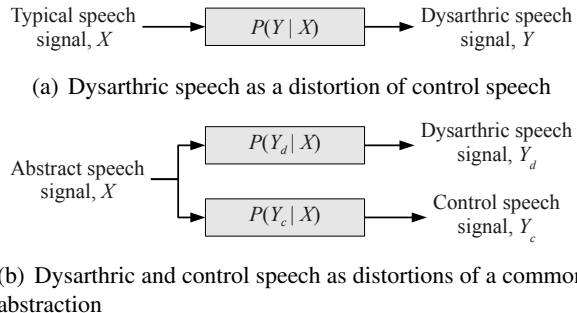 Typical speech
signal, X
P(Y | X)
Dysarthric speech
signal, Y
(a) Dysarthric speech as a distortion of control speech
Abstract speech
signal, X
P(Y_d | X)
Dysarthric speech
signal, Y_d
P(Y_c | X)
Control speech
signal, Y_c
(b) Dysarthric and control speech as distortions of a common
abstraction